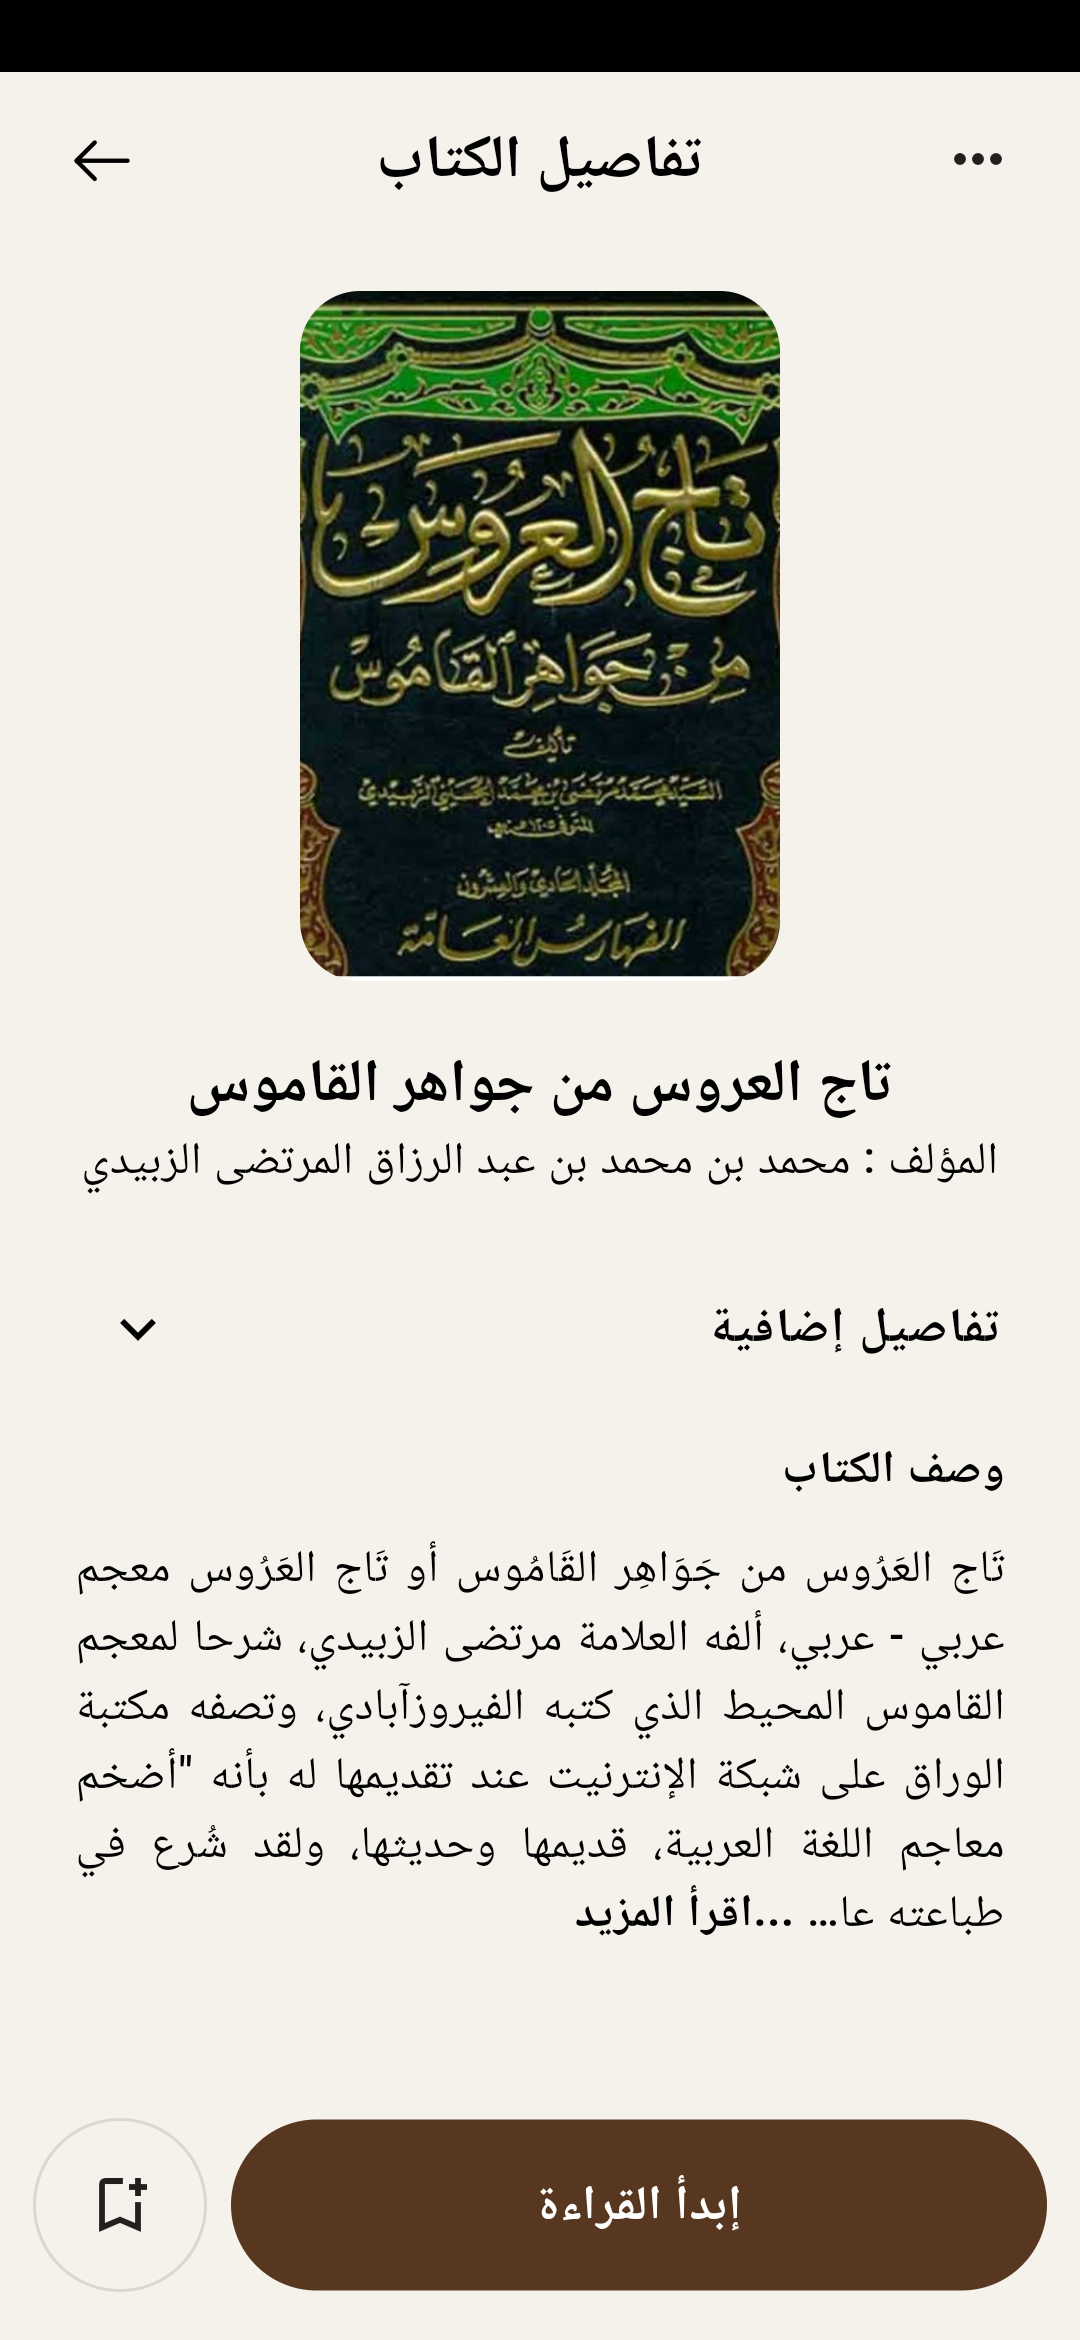 تفاصيل الكتاب
تاج العروس
من جواهر القاموس
تأليف
السيد محمد مرتضى بن محمد الحسيني الزبيدي
المتوفى ١٢٠٥ هـ
المجلد الحادي والعشرون
الفهارس العامة
تاج العروس من جواهر القاموس
المؤلف : محمد بن محمد بن عبد الرزاق المرتضى الزبيدي
تفاصيل إضافية
وصف الكتاب
تَاج العَرُوس من جَوَاهِر القَامُوس أو تَاج العَرُوس معجم
عربي - عربي، ألفه العلامة مرتضى الزبيدي، شرحا لمعجم
القاموس المحيط الذي كتبه الفيروزآبادي، وتصفه مكتبة
الوراق على شبكة الإنترنيت عند تقديمها له بأنه "أضخم
معاجم اللغة العربية، قديمها وحديثها، ولقد شُرع في
طباعته عا... ...اقرأ المزيد
إبدأ القراءة